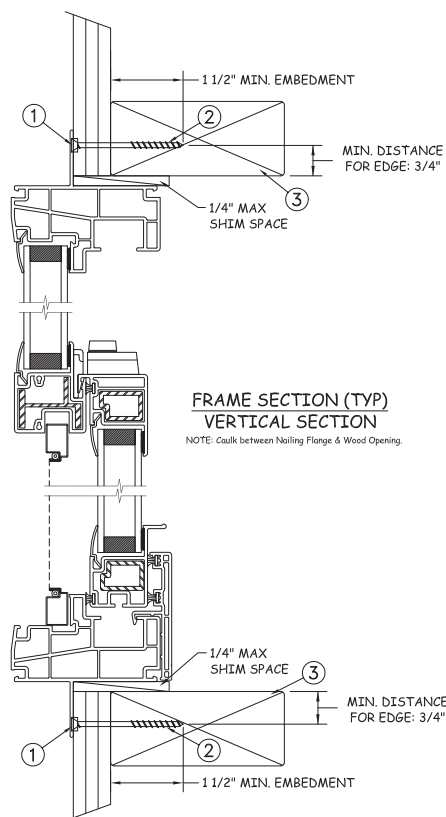 1 1/2" MIN. EMBEDMENT
1
2
MIN. DISTANCE
FOR EDGE: 3/4"
3
1/4" MAX
SHIM SPACE
FRAME SECTION (TYP)
VERTICAL SECTION
NOTE: Caulk between Nailing Flange & Wood Opening.
1/4" MAX
SHIM SPACE
3
MIN. DISTANCE
FOR EDGE: 3/4"
1
2
1 1/2" MIN. EMBEDMENT